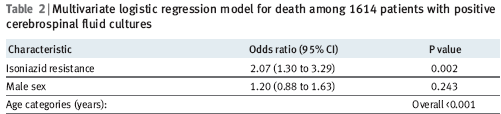 Table 2 | Multivariate logistic regression model for death among 1614 patients with positive
cerebrospinal fluid cultures
Characteristic Odds ratio (95% CI) P value
Isoniazid resistance 2.07 (1.30 to 3.29) 0.002
Male sex 1.20 (0.88 to 1.63) 0.243
Age categories (years): Overall <0.001